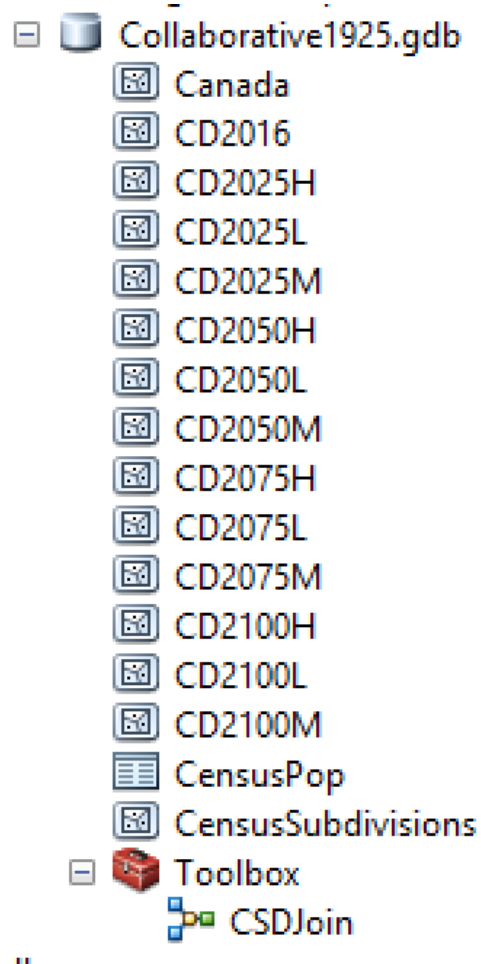 Collaborative1925.gdb
Canada
CD2016
CD2025H
CD2025L
CD2025M
CD2050H
CD2050L
CD2050M
CD2075H
CD2075L
CD2075M
CD2100H
CD2100L
CD2100M
CensusPop
CensusSubdivisions
Toolbox
CSDJoin